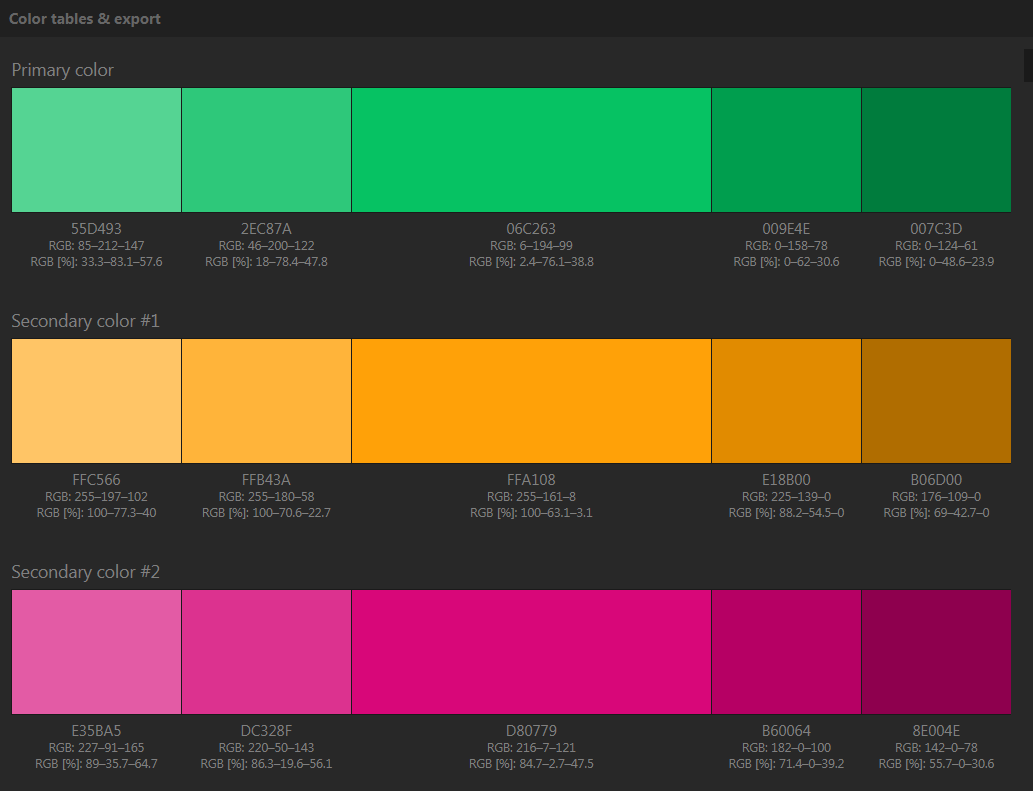 Color tables & export
Primary color
55D493 2EC87A 06C263 009E4E 007C3D
RGB: 85–212–147 RGB: 46–200–122 RGB: 6–194–99 RGB: 0–158–78 RGB: 0–124–61
RGB [%]: 33.3–83.1–57.6 RGB [%]: 18–78.4–47.8 RGB [%]: 2.4–76.1–38.8 RGB [%]: 0–62–30.6 RGB [%]: 0–48.6–23.9
Secondary color #1
FFC566 FFB43A FFA108 E18B00 B06D00
RGB: 255–197–102 RGB: 255–180–58 RGB: 255–161–8 RGB: 225–139–0 RGB: 176–109–0
RGB [%]: 100–77.3–40 RGB [%]: 100–70.6–22.7 RGB [%]: 100–63.1–3.1 RGB [%]: 88.2–54.5–0 RGB [%]: 69–42.7–0
Secondary color #2
E35BA5 DC328F D80779 B60064 8E004E
RGB: 227–91–165 RGB: 220–50–143 RGB: 216–7–121 RGB: 182–0–100 RGB: 142–0–78
RGB [%]: 89–35.7–64.7 RGB [%]: 86.3–19.6–56.1 RGB [%]: 84.7–2.7–47.5 RGB [%]: 71.4–0–39.2 RGB [%]: 55.7–0–30.6